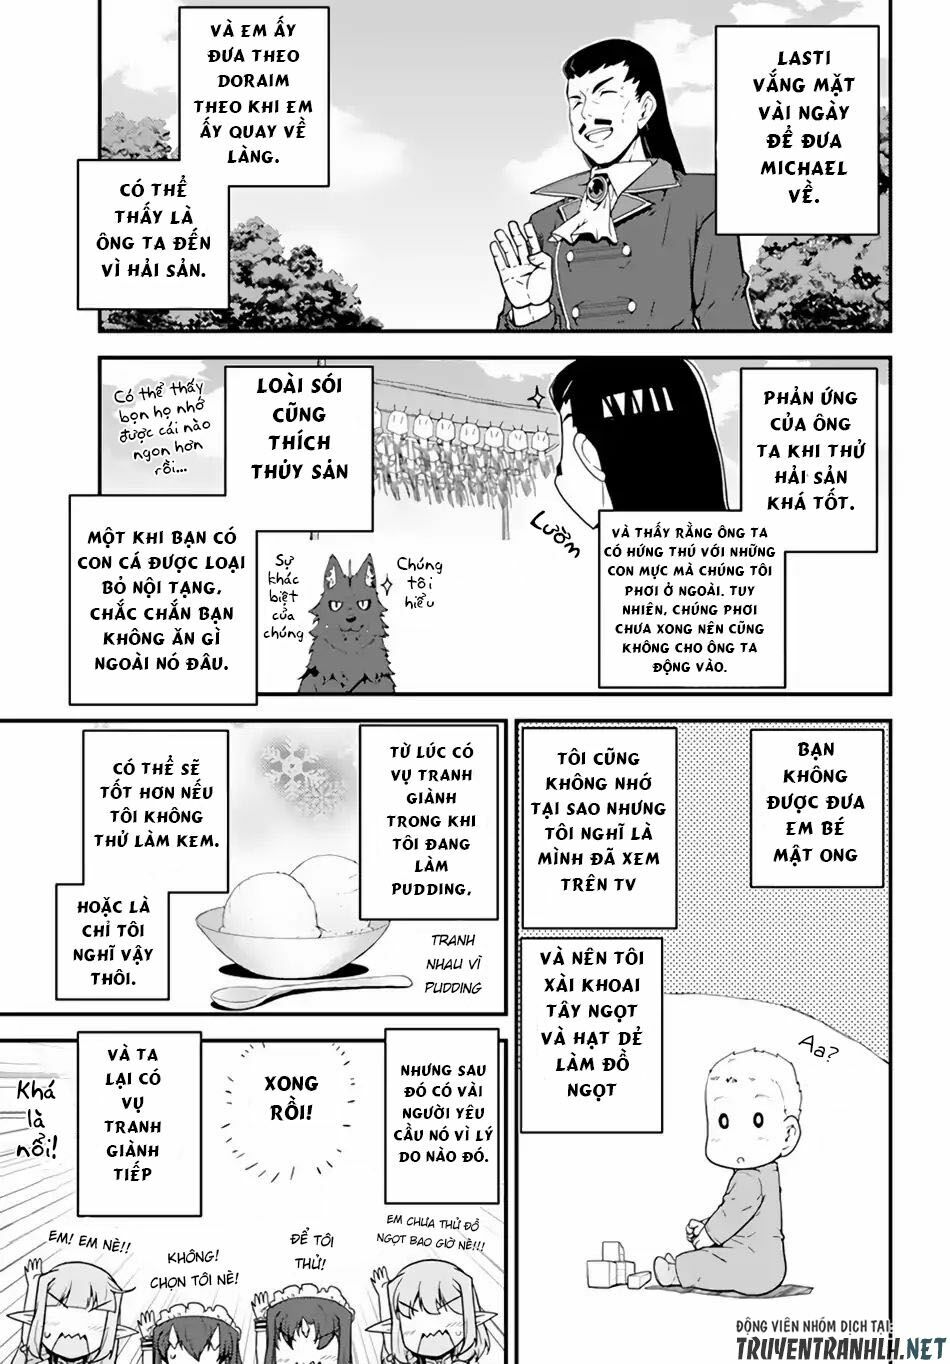 LASTI
VẮNG MẶT
VÀI NGÀY
ĐỂ ĐƯA
MICHAEL
VỀ.
VÀ EM ẤY
ĐƯA THEO
DORAIM
THEO KHI EM
ẤY QUAY VỀ
LÀNG.
CÓ THỂ
THẤY LÀ
ÔNG TA ĐẾN
VÌ HẢI SẢN.
PHẢN ỨNG
CỦA ÔNG
TA KHI THỬ
HẢI SẢN
KHÁ TỐT.
VÀ THẤY RẰNG ÔNG TA
CÓ HỨNG THÚ VỚI NHỮNG
CON MỰC MÀ CHÚNG TÔI
PHƠI Ở NGOÀI. TUY
NHIÊN, CHÚNG PHƠI
CHƯA XONG NÊN CŨNG
KHÔNG CHO ÔNG TA
ĐỘNG VÀO.
Lườm
LOÀI SÓI
CŨNG
THÍCH
THỦY SẢN
Có thể thấy
bọn họ nhớ
được cái nào
ngon hơn
rồi...
MỘT KHI BẠN CÓ
CON CÁ ĐƯỢC LOẠI
BỎ NỘI TẠNG,
CHẮC CHẮN BẠN
KHÔNG ĂN GÌ
NGOÀI NÓ ĐÂU.
Chúng
tôi
hiểu
Sự
khác
biệt
của
chúng
BẠN
KHÔNG
ĐƯỢC ĐƯA
EM BÉ
MẬT ONG
TÔI CŨNG
KHÔNG NHỚ
TẠI SAO NHƯNG
TÔI NGHĨ LÀ
MÌNH ĐÃ XEM
TRÊN TV
VÀ NÊN TÔI
XÀI KHOAI
TÂY NGỌT
VÀ HẠT DẺ
LÀM ĐỒ
NGỌT
Aa?
TỪ LÚC CÓ
VỤ TRANH
GIÀNH
TRONG KHI
TÔI ĐANG
LÀM
PUDDING,
TRANH
NHAU VÌ
PUDDING
CÓ THỂ SẼ
TỐT HƠN NẾU
TÔI KHÔNG
THỬ LÀM KEM.
HOẶC LÀ
CHỈ TÔI
NGHĨ VẬY
THÔI.
NHƯNG SAU
ĐÓ CÓ VÀI
NGƯỜI YÊU
CẦU NÓ VÌ LÝ
DO NÀO ĐÓ.
XONG
RỒI!
VÀ TA
LẠI CÓ
VỤ
TRANH
GIÀNH
TIẾP
Khá
là
nổi!
EM CHƯA THỬ ĐỒ
NGỌT BAO GIỜ NÈ!!!
ĐỂ TÔI
THỬ!
KHÔNG!
CHỌN TÔI NÈ!
EM! EM NÈ!!
ĐỘNG VIÊN NHÓM DỊCH TẠI:
TRUYENTRANHLH.NET